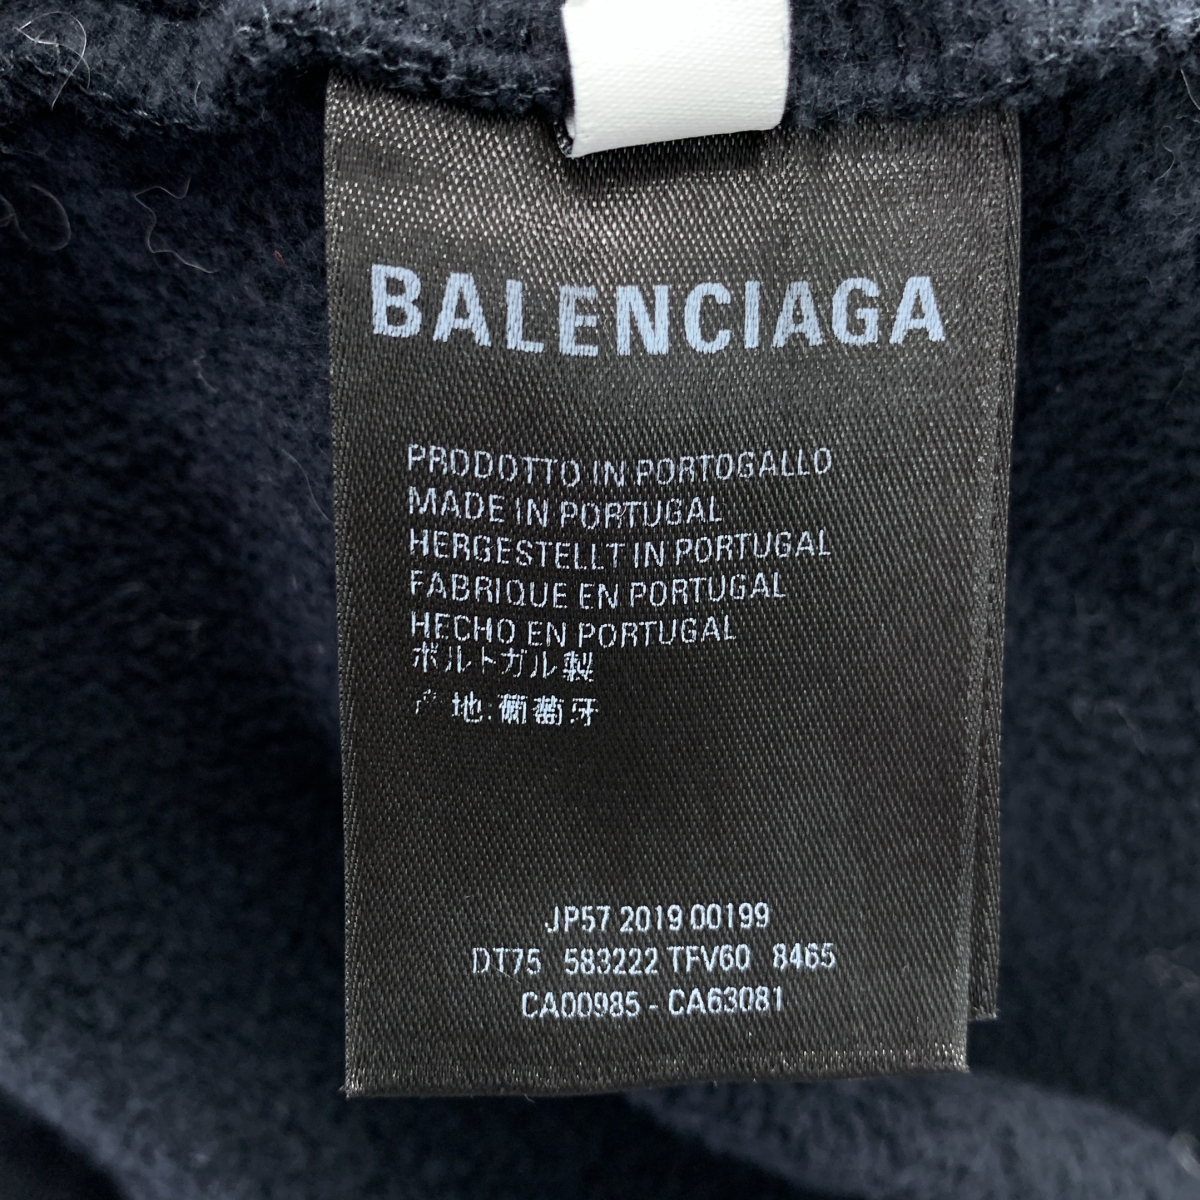 BALENCIAGA
PRODOTTO IN PORTOGALLO
MADE IN PORTUGAL
HERGESTELLT IN PORTUGAL
FABRIQUE EN PORTUGAL
HECHO EN PORTUGAL
ポルトガル製
产地:葡萄牙
JP57 2019 00199
DT75 583222 TFV60 8465
CA00985 - CA63081